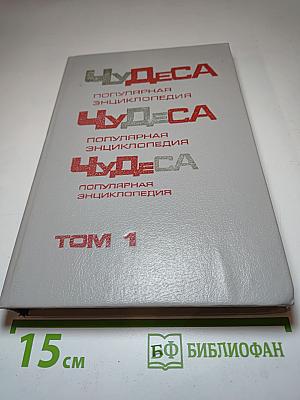 ЧуДеСА
ПОПУЛЯРНАЯ
ЭНЦИКЛОПЕДИЯ
ЧуДеСА
ПОПУЛЯРНАЯ
ЭНЦИКЛОПЕДИЯ
ЧуДеСА
ПОПУЛЯРНАЯ
ЭНЦИКЛОПЕДИЯ
ТОМ 1
15 см
БФ БИБЛИОФАН